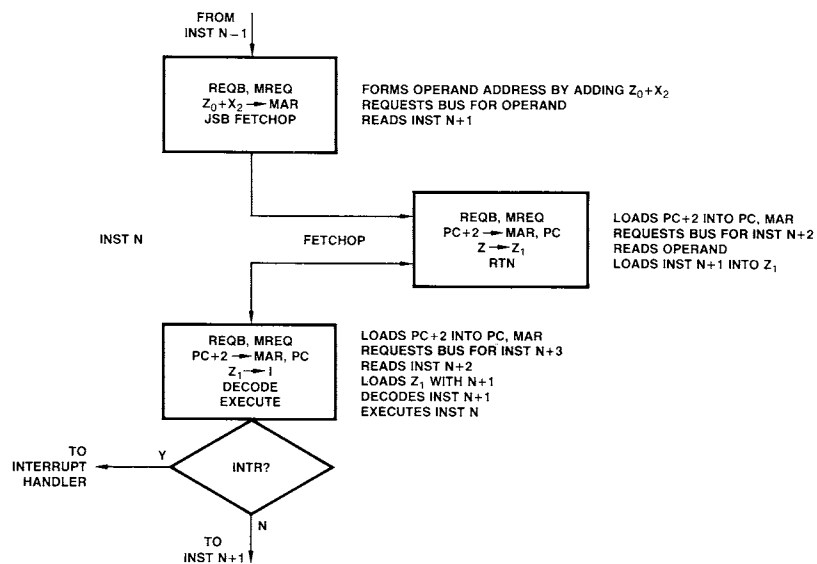 FROM
INST N-1
REQB, MREQ
Z₀+X₂ → MAR
JSB FETCHOP
FORMS OPERAND ADDRESS BY ADDING Z₀+X₂
REQUESTS BUS FOR OPERAND
READS INST N+1
INST N
FETCHOP
REQB, MREQ
PC+2 → MAR, PC
Z → Z₁
RTN
LOADS PC+2 INTO PC, MAR
REQUESTS BUS FOR INST N+2
READS OPERAND
LOADS INST N+1 INTO Z₁
REQB, MREQ
PC+2 → MAR, PC
Z₁ → I
DECODE
EXECUTE
LOADS PC+2 INTO PC, MAR
REQUESTS BUS FOR INST N+3
READS INST N+2
LOADS Z₁ WITH N+1
DECODES INST N+1
EXECUTES INST N
TO
INTERRUPT
HANDLER
Y
INTR?
N
TO
INST N+1